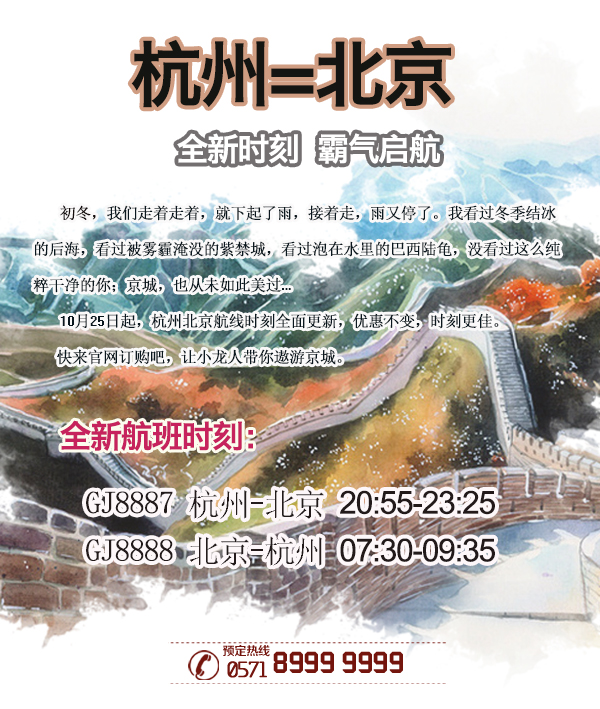 杭州=北京
全新时刻 霸气启航
初冬，我们走着走着，就下起了雨，接着走，雨又停了。我看过冬季结冰
的后海，看过被雾霾淹没的紫禁城，看过泡在水里的巴西陆龟，没看过这么纯
粹干净的你；京城，也从未如此美过...
10月25日起，杭州北京航线时刻全面更新，优惠不变，时刻更佳。
快来官网订购吧，让小龙人带你遨游京城。
全新航班时刻：
GJ8887 杭州=北京 20:55-23:25
GJ8888 北京=杭州 07:30-09:35
预定热线
0571 8999 9999